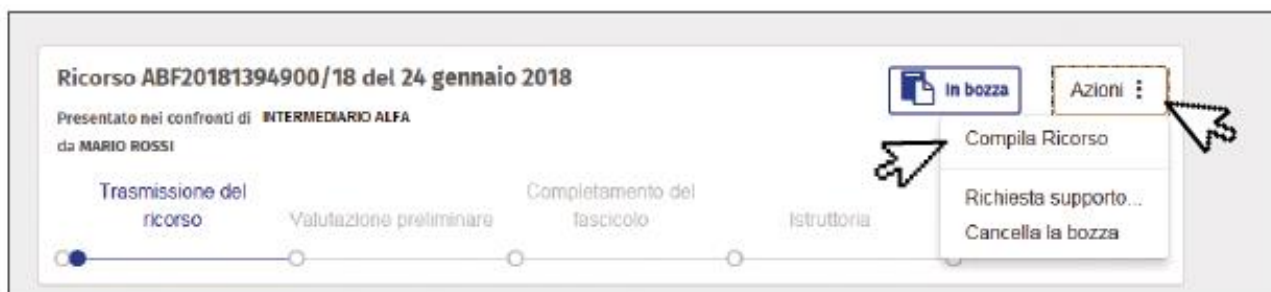 Ricorso ABF20181394900/18 del 24 gennaio 2018
In bozza
Azioni
Presentato nei confronti di INTERMEDIARIO ALFA
da MARIO ROSSI
Compila Ricorso
Richiesta supporto...
Cancella la bozza
Trasmissione del
ricorso
Valutazione preliminare
Completamento del
fascicolo
Istruttoria